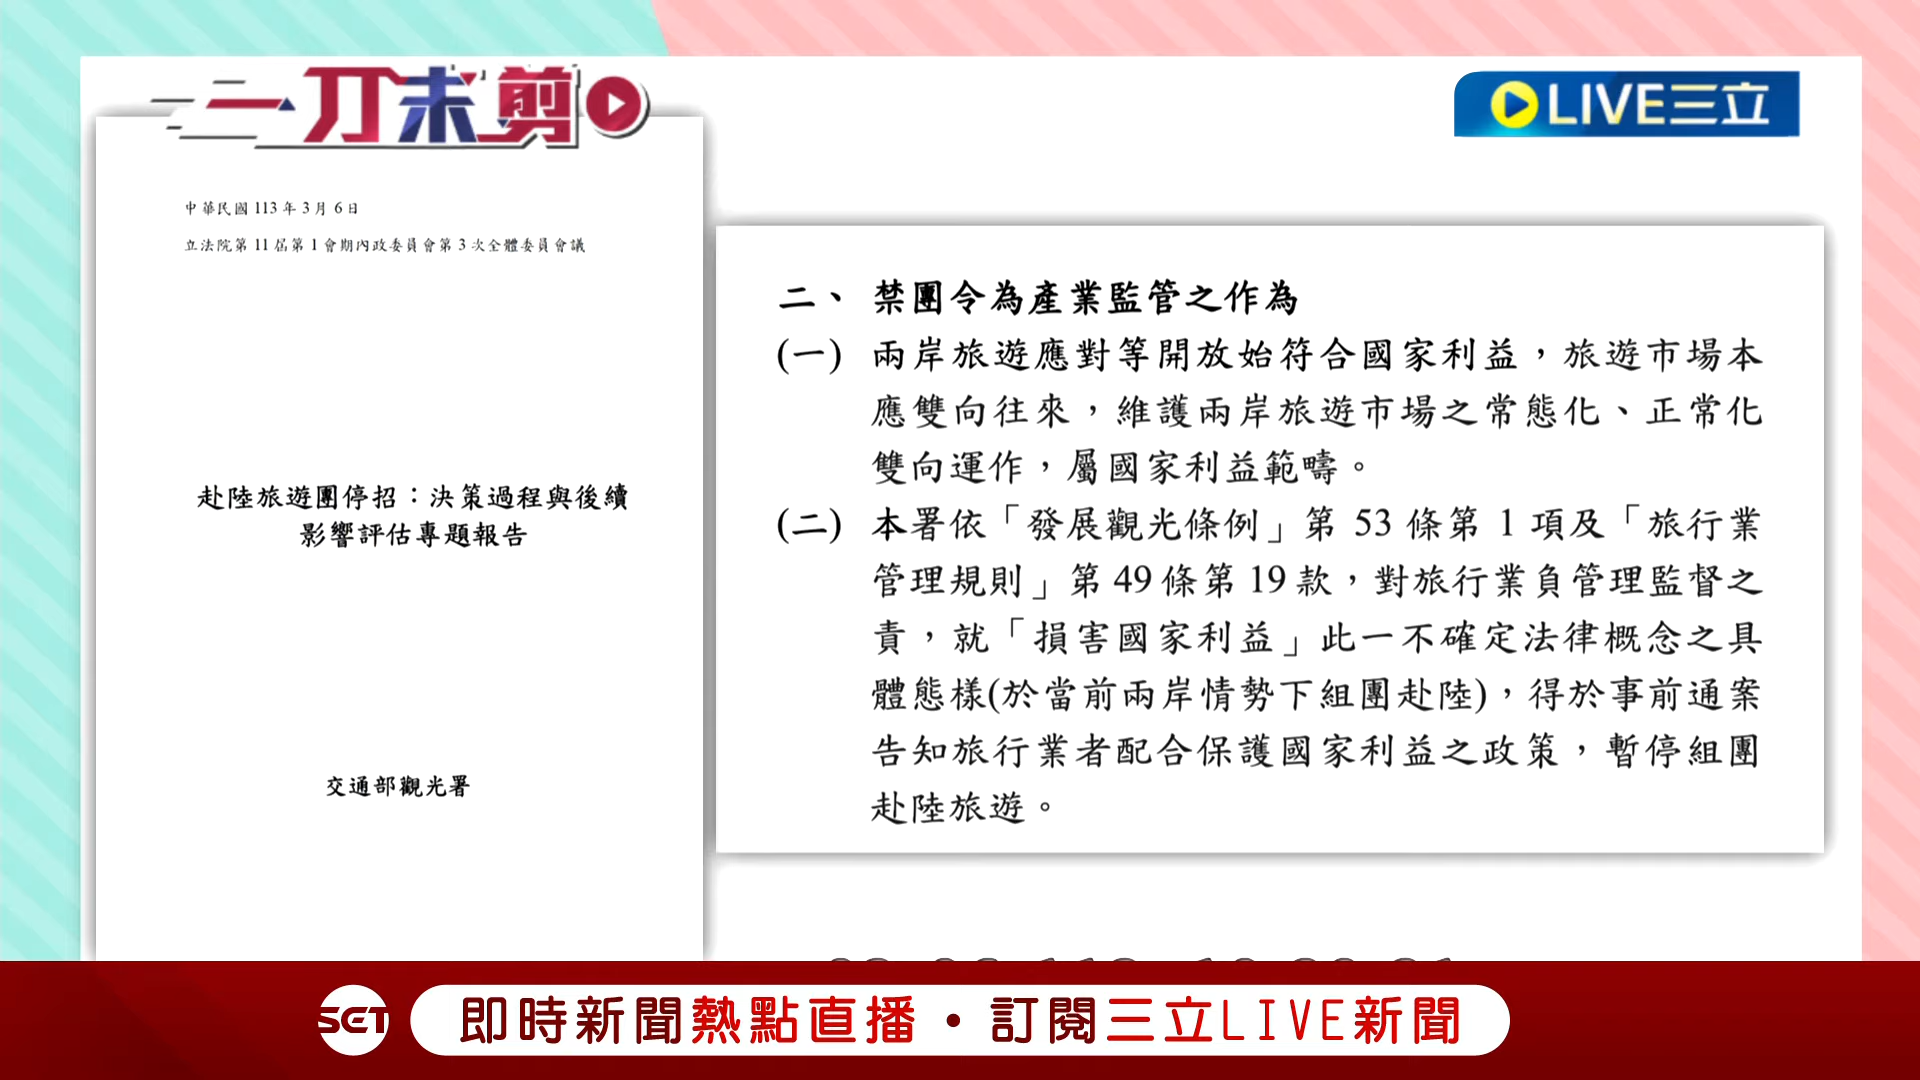 一刀未剪
LIVE三立
中華民國 113 年 3 月 6 日
立法院第 11 屆第 1 會期內政委員會第 3 次全體委員會議
赴陸旅遊團停招：決策過程與後續
影響評估專題報告
交通部觀光署
二、禁團令為產業監管之作為
(一) 兩岸旅遊應對等開放始符合國家利益，旅遊市場本
應雙向往來，維護兩岸旅遊市場之常態化、正常化
雙向運作，屬國家利益範疇。
(二) 本署依「發展觀光條例」第 53 條第 1 項及「旅行業
管理規則」第 49 條第 19 款，對旅行業負管理監督之
責，就「損害國家利益」此一不確定法律概念之具
體態樣(於當前兩岸情勢下組團赴陸)，得於事前通案
告知旅行業者配合保護國家利益之政策，暫停組團
赴陸旅遊。
SET
即時新聞熱點直播・訂閱三立LIVE新聞